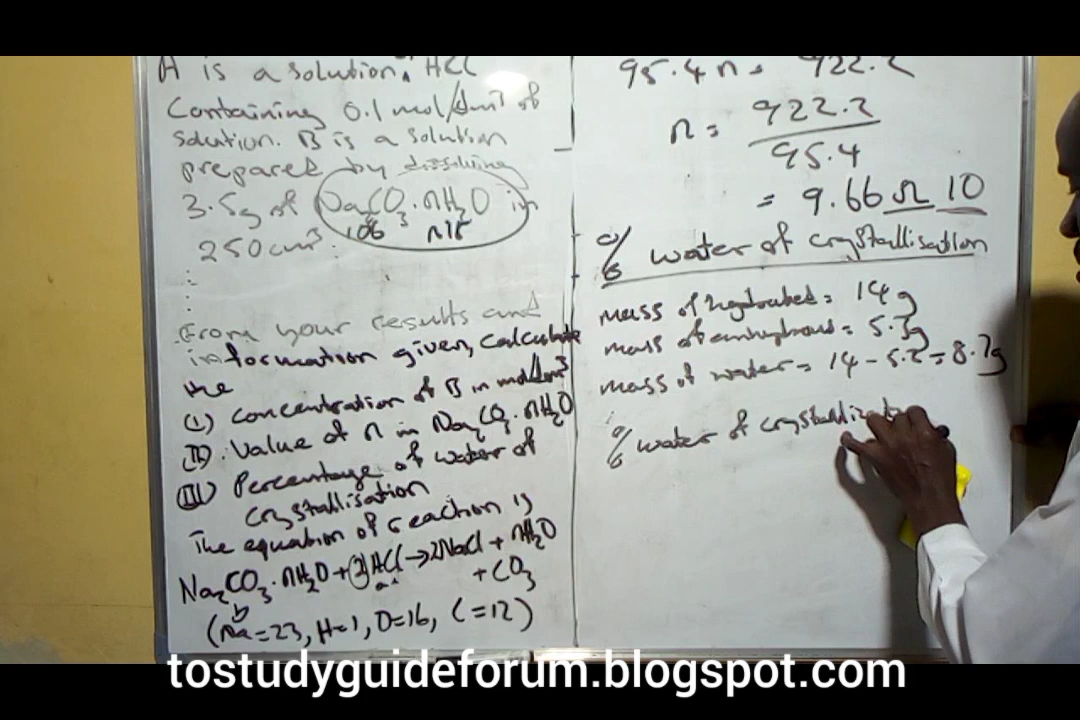 A is a solution, HCl
Containing 0.1 mol/dm³ of
solution. B is a solution
prepared by dissolving
3.5g of Na₂CO₃.nH₂O in
106 n18
250cm³.
:
:
From your results and
information given, calculate
the
(I) concentration of B in mol/dm³
(II). Value of n in Na₂CO₃.nH₂O
(III) Percentage of water of
crystallisation
The equation of reaction is
Na₂CO₃.nH₂O + 2HCl → 2NaCl + nH₂O
b
+ CO₃
(Na=23, H=1, O=16, C=12)
95.4n = 922.2
n = 922.2
95.4
= 9.66 Ω 10
% water of crystallisation
mass of hydrated = 14g
mass of anhydrous = 5.3g
mass of water = 14 - 5.3 = 8.7g
% water of crystallizat
tostudyguideforum.blogspot.com